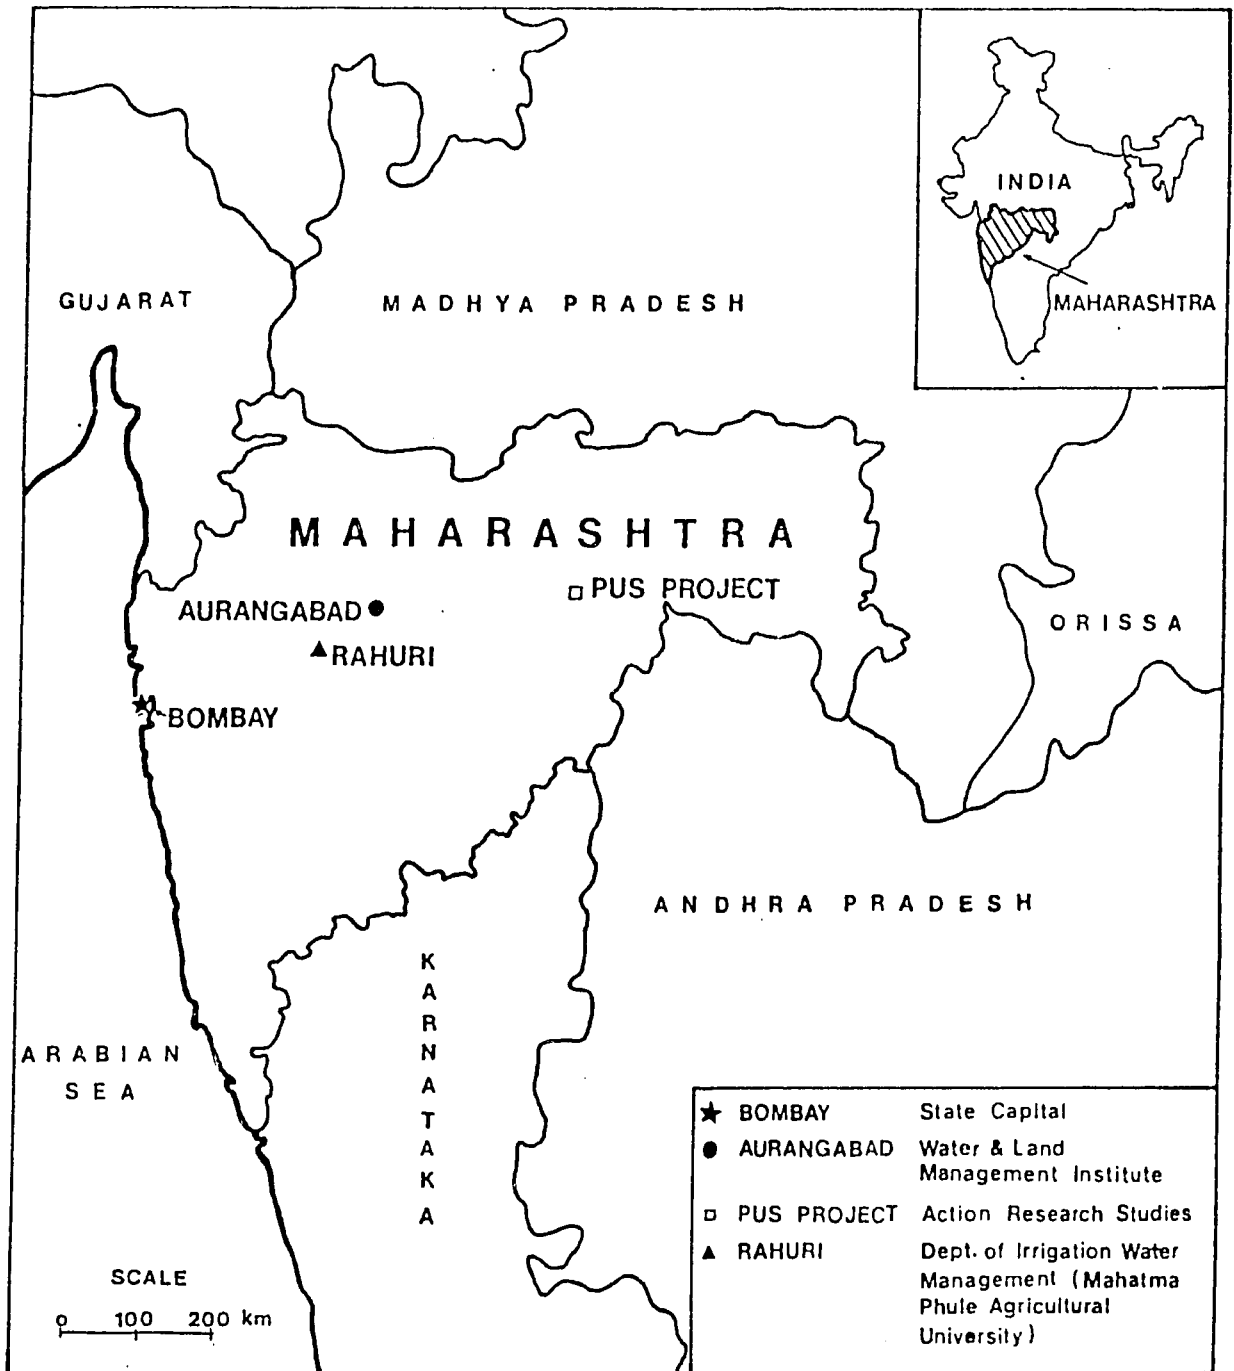 INDIA
MAHARASHTRA
GUJARAT
MADHYA PRADESH
MAHARASHTRA
PUS PROJECT
AURANGABAD
RAHURI
ORISSA
BOMBAY
ANDHRA PRADESH
KARNATAKA
ARABIAN
SEA
SCALE
0 100 200 km
BOMBAY State Capital
AURANGABAD Water & Land
Management Institute
PUS PROJECT Action Research Studies
RAHURI Dept. of Irrigation Water
Management (Mahatma
Phule Agricultural
University)